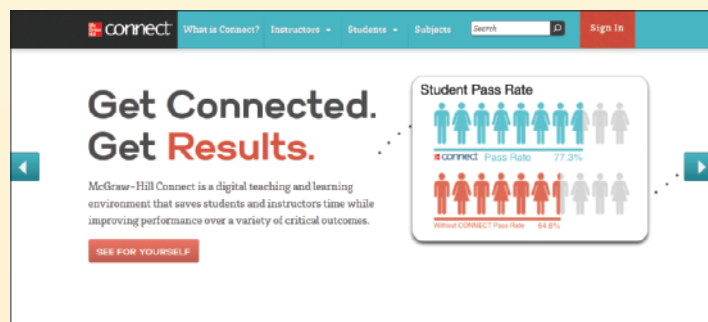 connect
What is Connect? Instructors Students Subjects Search Sign In
Get Connected.
Get Results.
McGraw-Hill Connect is a digital teaching and learning
environment that saves students and instructors time while
improving performance over a variety of critical outcomes.
SEE FOR YOURSELF
Student Pass Rate
connect Pass Rate 77.3%
Without CONNECT Pass Rate 64.6%